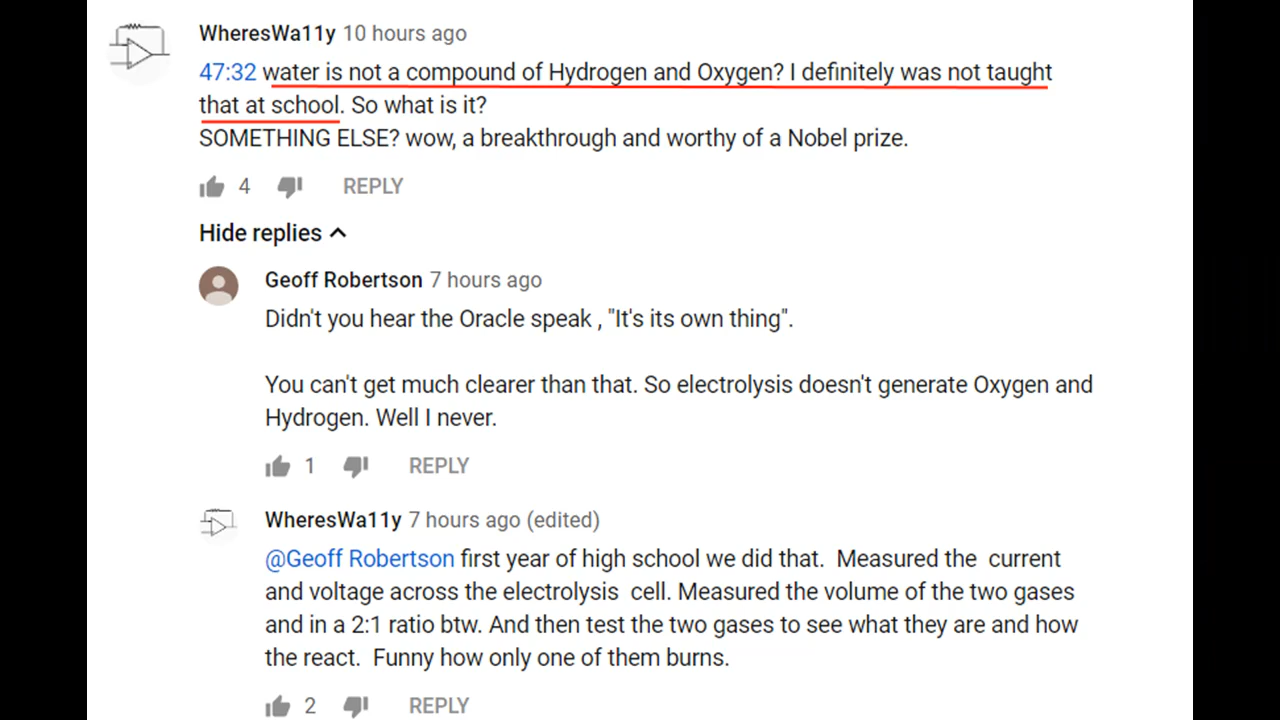 WheresWa11y 10 hours ago
47:32 water is not a compound of Hydrogen and Oxygen? I definitely was not taught
that at school. So what is it?
SOMETHING ELSE? wow, a breakthrough and worthy of a Nobel prize.
4 REPLY
Hide replies
Geoff Robertson 7 hours ago
Didn't you hear the Oracle speak , "It's its own thing".
You can't get much clearer than that. So electrolysis doesn't generate Oxygen and
Hydrogen. Well I never.
1 REPLY
WheresWa11y 7 hours ago (edited)
@Geoff Robertson first year of high school we did that.  Measured the  current
and voltage across the electrolysis  cell. Measured the volume of the two gases
and in a 2:1 ratio btw. And then test the two gases to see what they are and how
the react.  Funny how only one of them burns.
2 REPLY